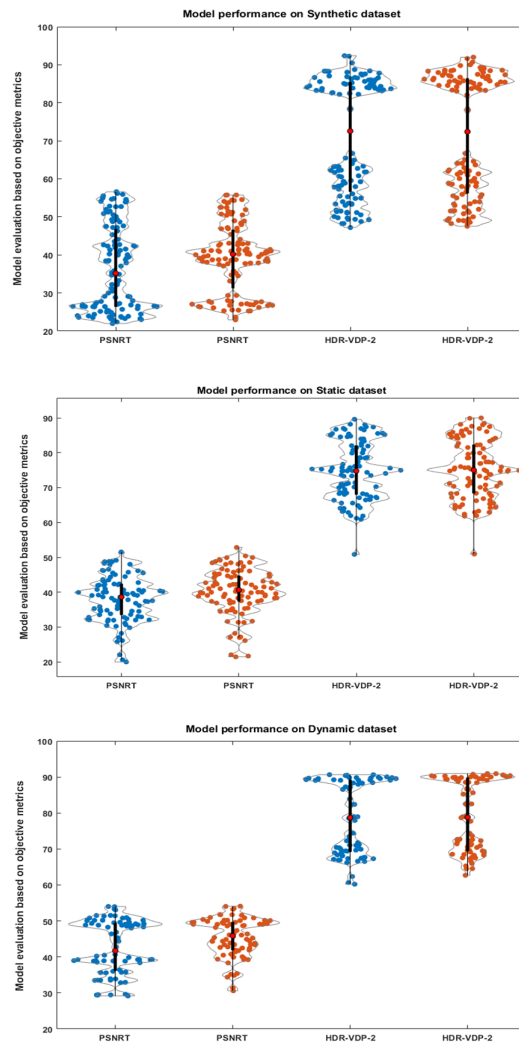 Model performance on Synthetic dataset
Model evaluation based on objective metrics
100
90
80
70
60
50
40
30
20
PSNRT PSNRT HDR-VDP-2 HDR-VDP-2
Model performance on Static dataset
Model evaluation based on objective metrics
90
80
70
60
50
40
30
20
PSNRT PSNRT HDR-VDP-2 HDR-VDP-2
Model performance on Dynamic dataset
Model evaluation based on objective metrics
100
90
80
70
60
50
40
30
20
PSNRT PSNRT HDR-VDP-2 HDR-VDP-2